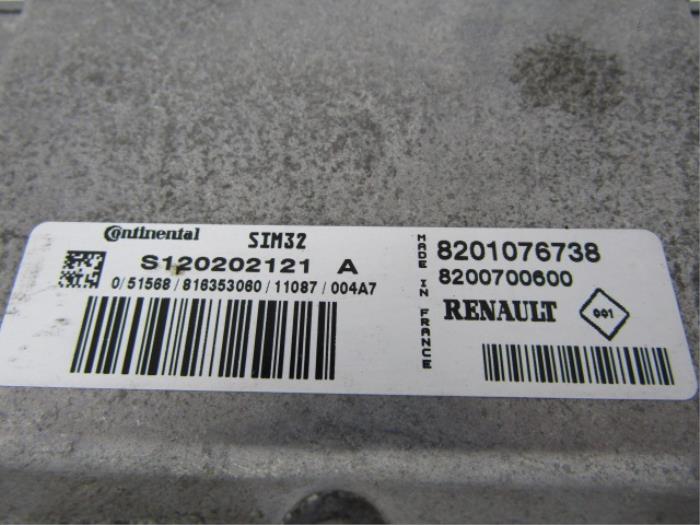 Continental SIM32
S120202121 A
0/51568/816353060/11087/004A7
MADE IN FRANCE
8201076738
8200700600
RENAULT
001